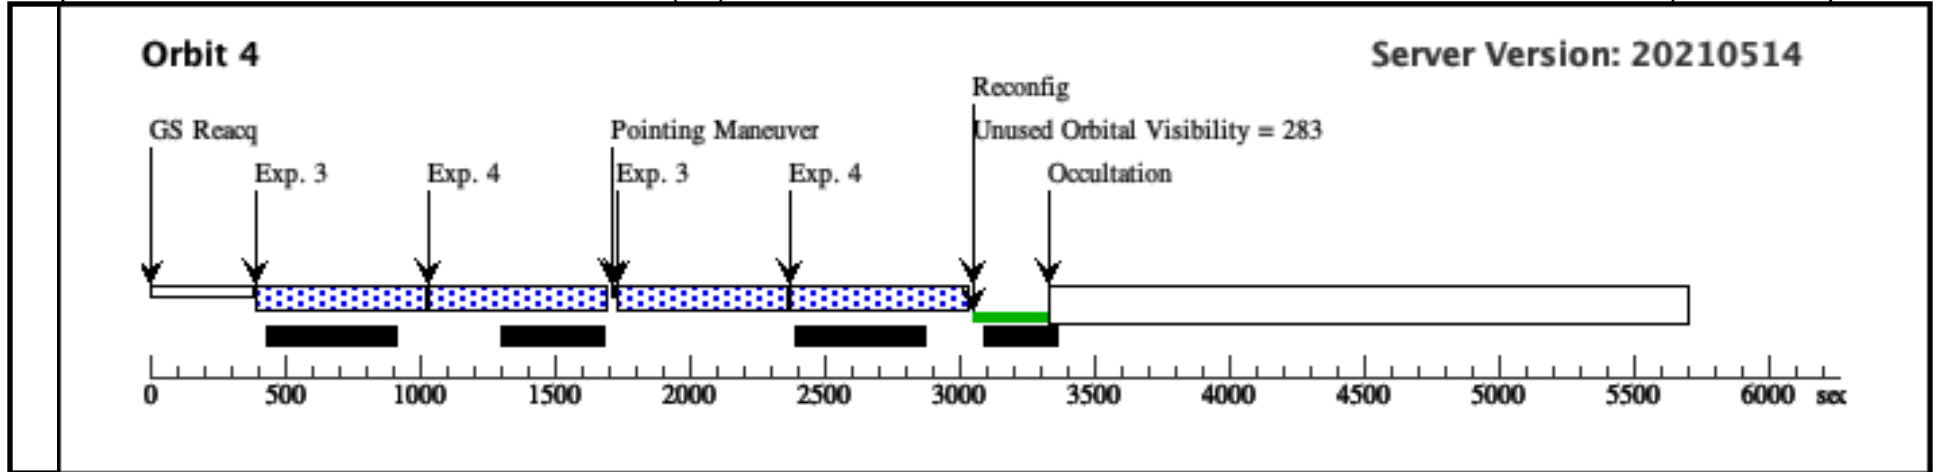 Orbit 4
Server Version: 20210514
Reconfig
GS Reacq
Pointing Maneuver
Unused Orbital Visibility = 283
Exp. 3
Exp. 4
Exp. 3
Exp. 4
Occultation
0 500 1000 1500 2000 2500 3000 3500 4000 4500 5000 5500 6000 sec